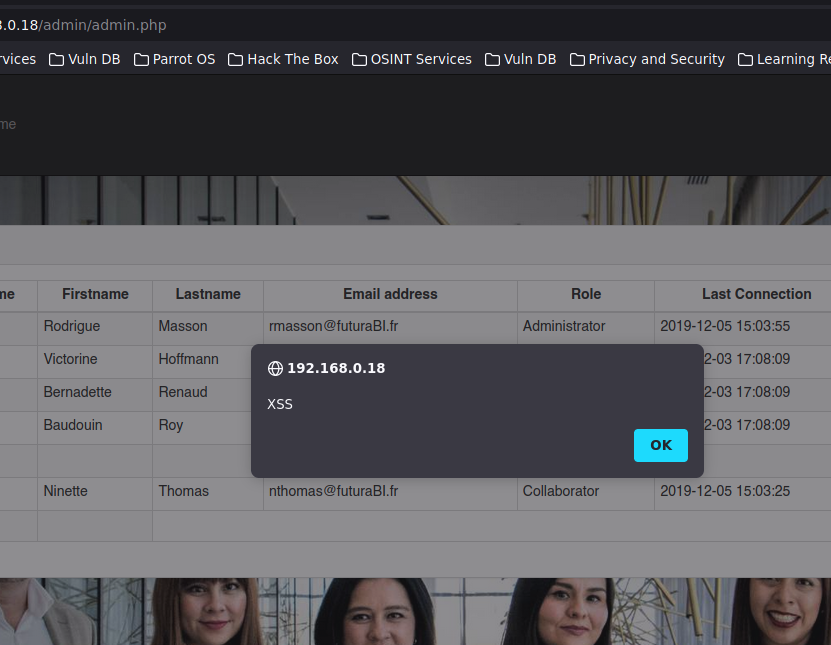 3.0.18/admin/admin.php
rvices Vuln DB Parrot OS Hack The Box OSINT Services Vuln DB Privacy and Security Learning Re
me
me Firstname Lastname Email address Role Last Connection
Rodrigue Masson rmasson@futuraBI.fr Administrator 2019-12-05 15:03:55
Victorine Hoffmann 2-03 17:08:09
Bernadette Renaud 2-03 17:08:09
Baudouin Roy 2-03 17:08:09
192.168.0.18
XSS
OK
Ninette Thomas nthomas@futuraBI.fr Collaborator 2019-12-05 15:03:25